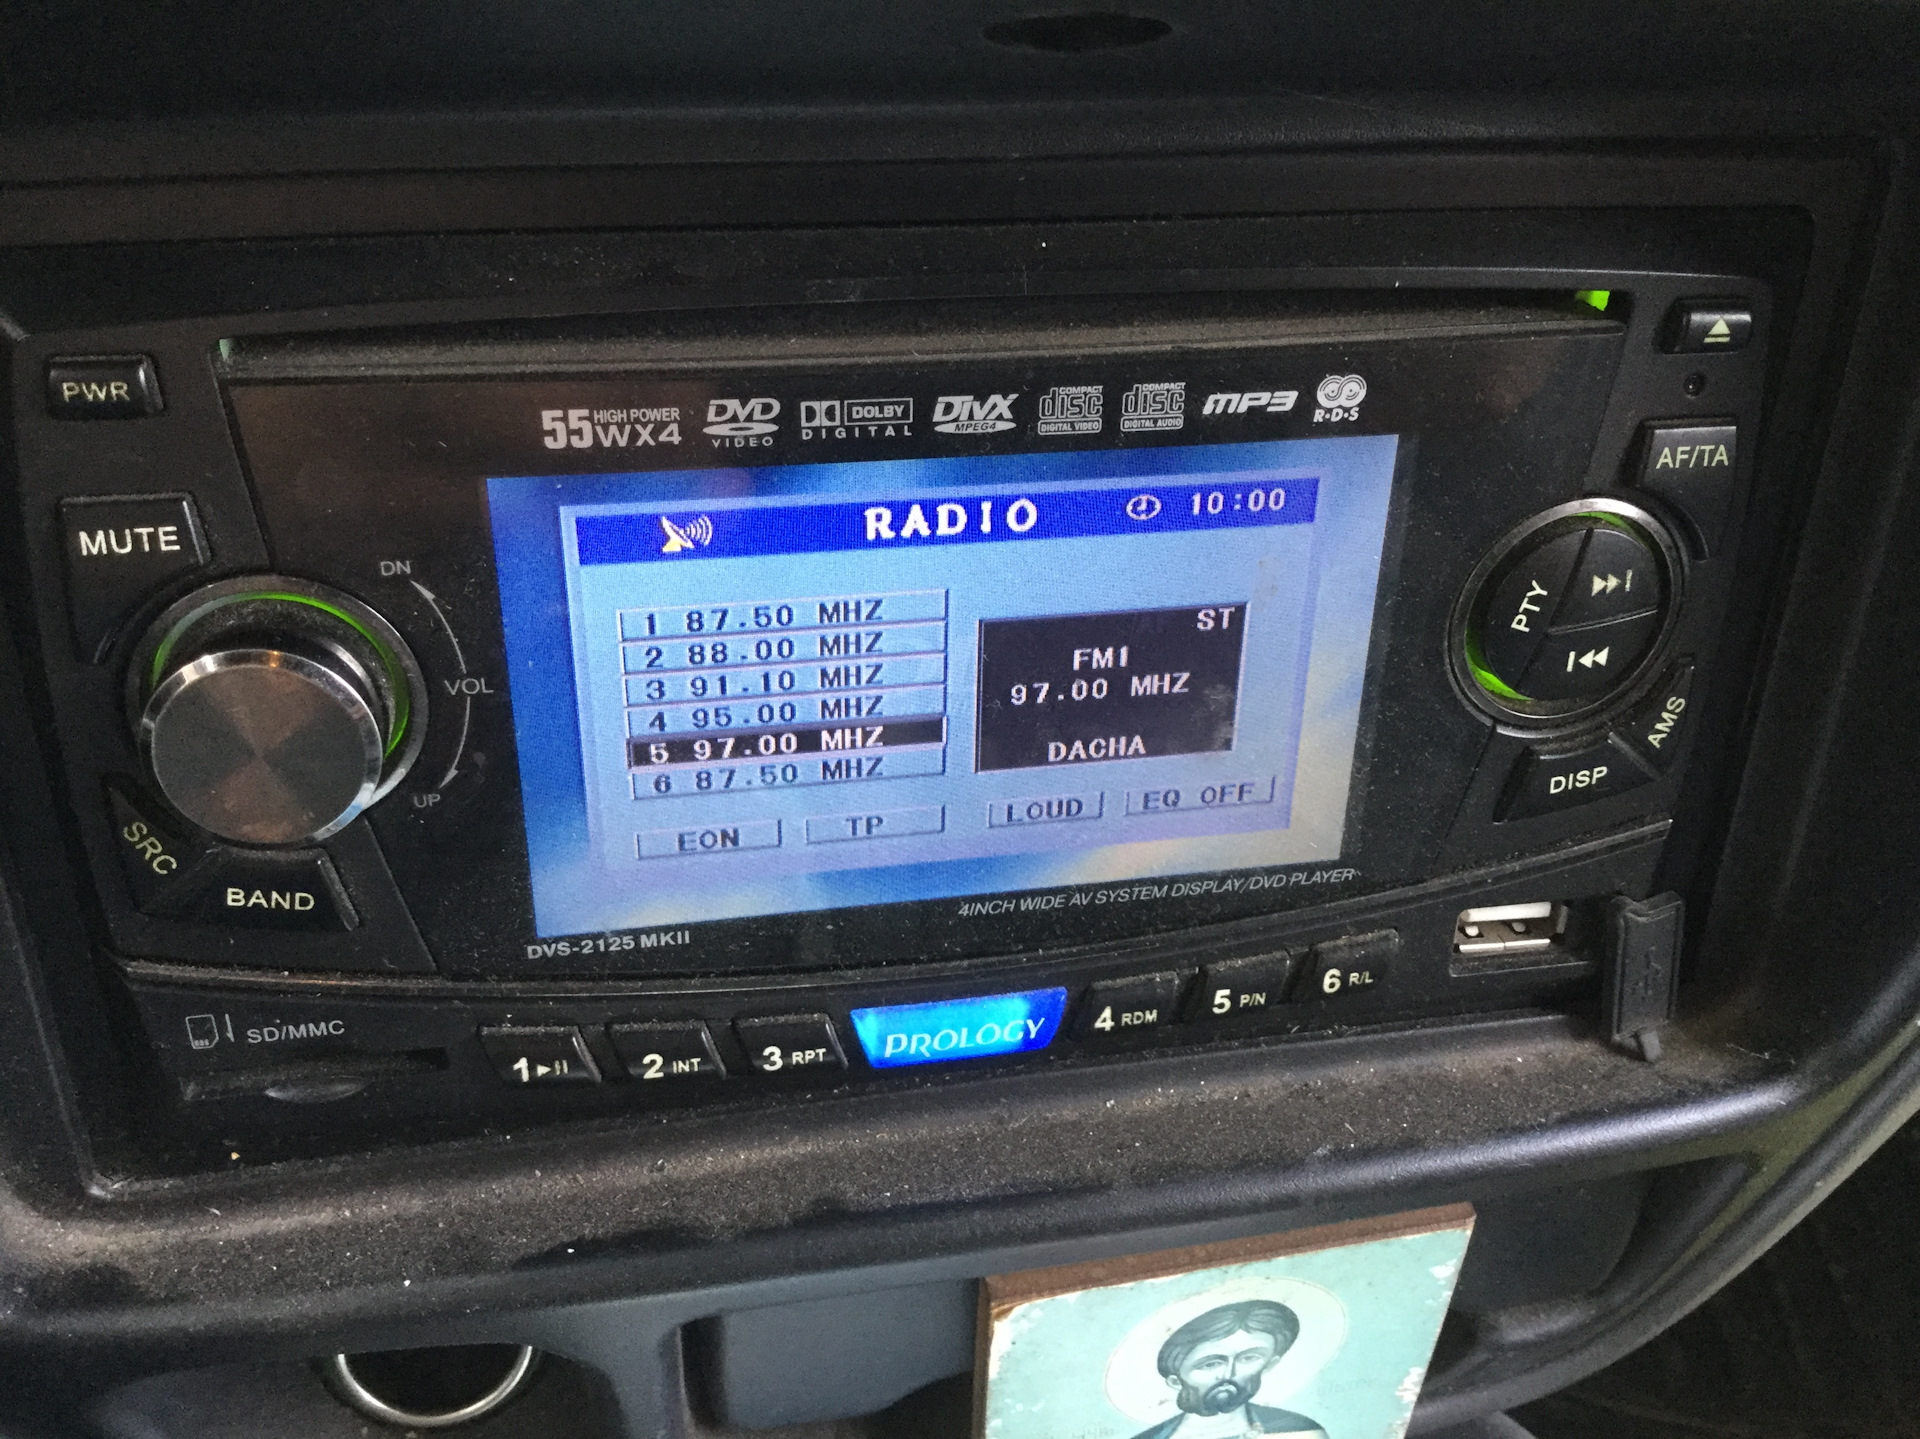 PWR
55 HIGH POWER WX4
DVD VIDEO
DOLBY DIGITAL
DIVX MPEG4
COMPACT disc DIGITAL VIDEO
COMPACT disc DIGITAL AUDIO
MP3
R·D·S
AF/TA
MUTE
DN
VOL
UP
SRC
BAND
RADIO 10:00
1 87.50 MHZ
2 88.00 MHZ
3 91.10 MHZ
4 95.00 MHZ
5 97.00 MHZ
6 87.50 MHZ
ST
FM1
97.00 MHZ
DACHA
EON TP LOUD EQ OFF
PTY
AMS
DISP
DVS-2125 MKII
4INCH WIDE AV SYSTEM DISPLAY/DVD PLAYER
SD/MMC
1 2 INT 3 RPT PROLOGY 4 RDM 5 P/N 6 R/L